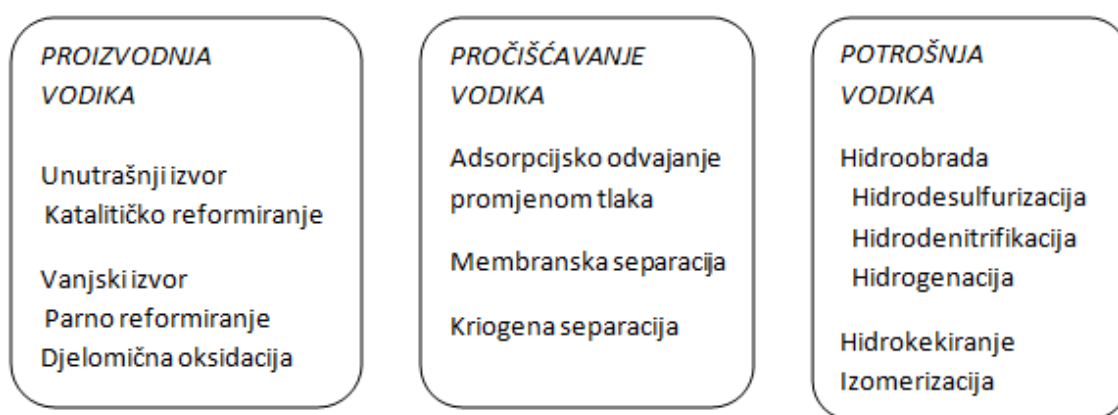 PROIZVODNJA
VODIKA
Unutrašnji izvor
Katalitičko reformiranje
Vanjski izvor
Parno reformiranje
Djelomična oksidacija
PROČIŠĆAVANJE
VODIKA
Adsorpcijsko odvajanje
promjenom tlaka
Membranska separacija
Kriogena separacija
POTROŠNJA
VODIKA
Hidroobrada
Hidrodesulfurizacija
Hidrodenitrifikacija
Hidrogenacija
Hidrokekiranje
Izomerizacija